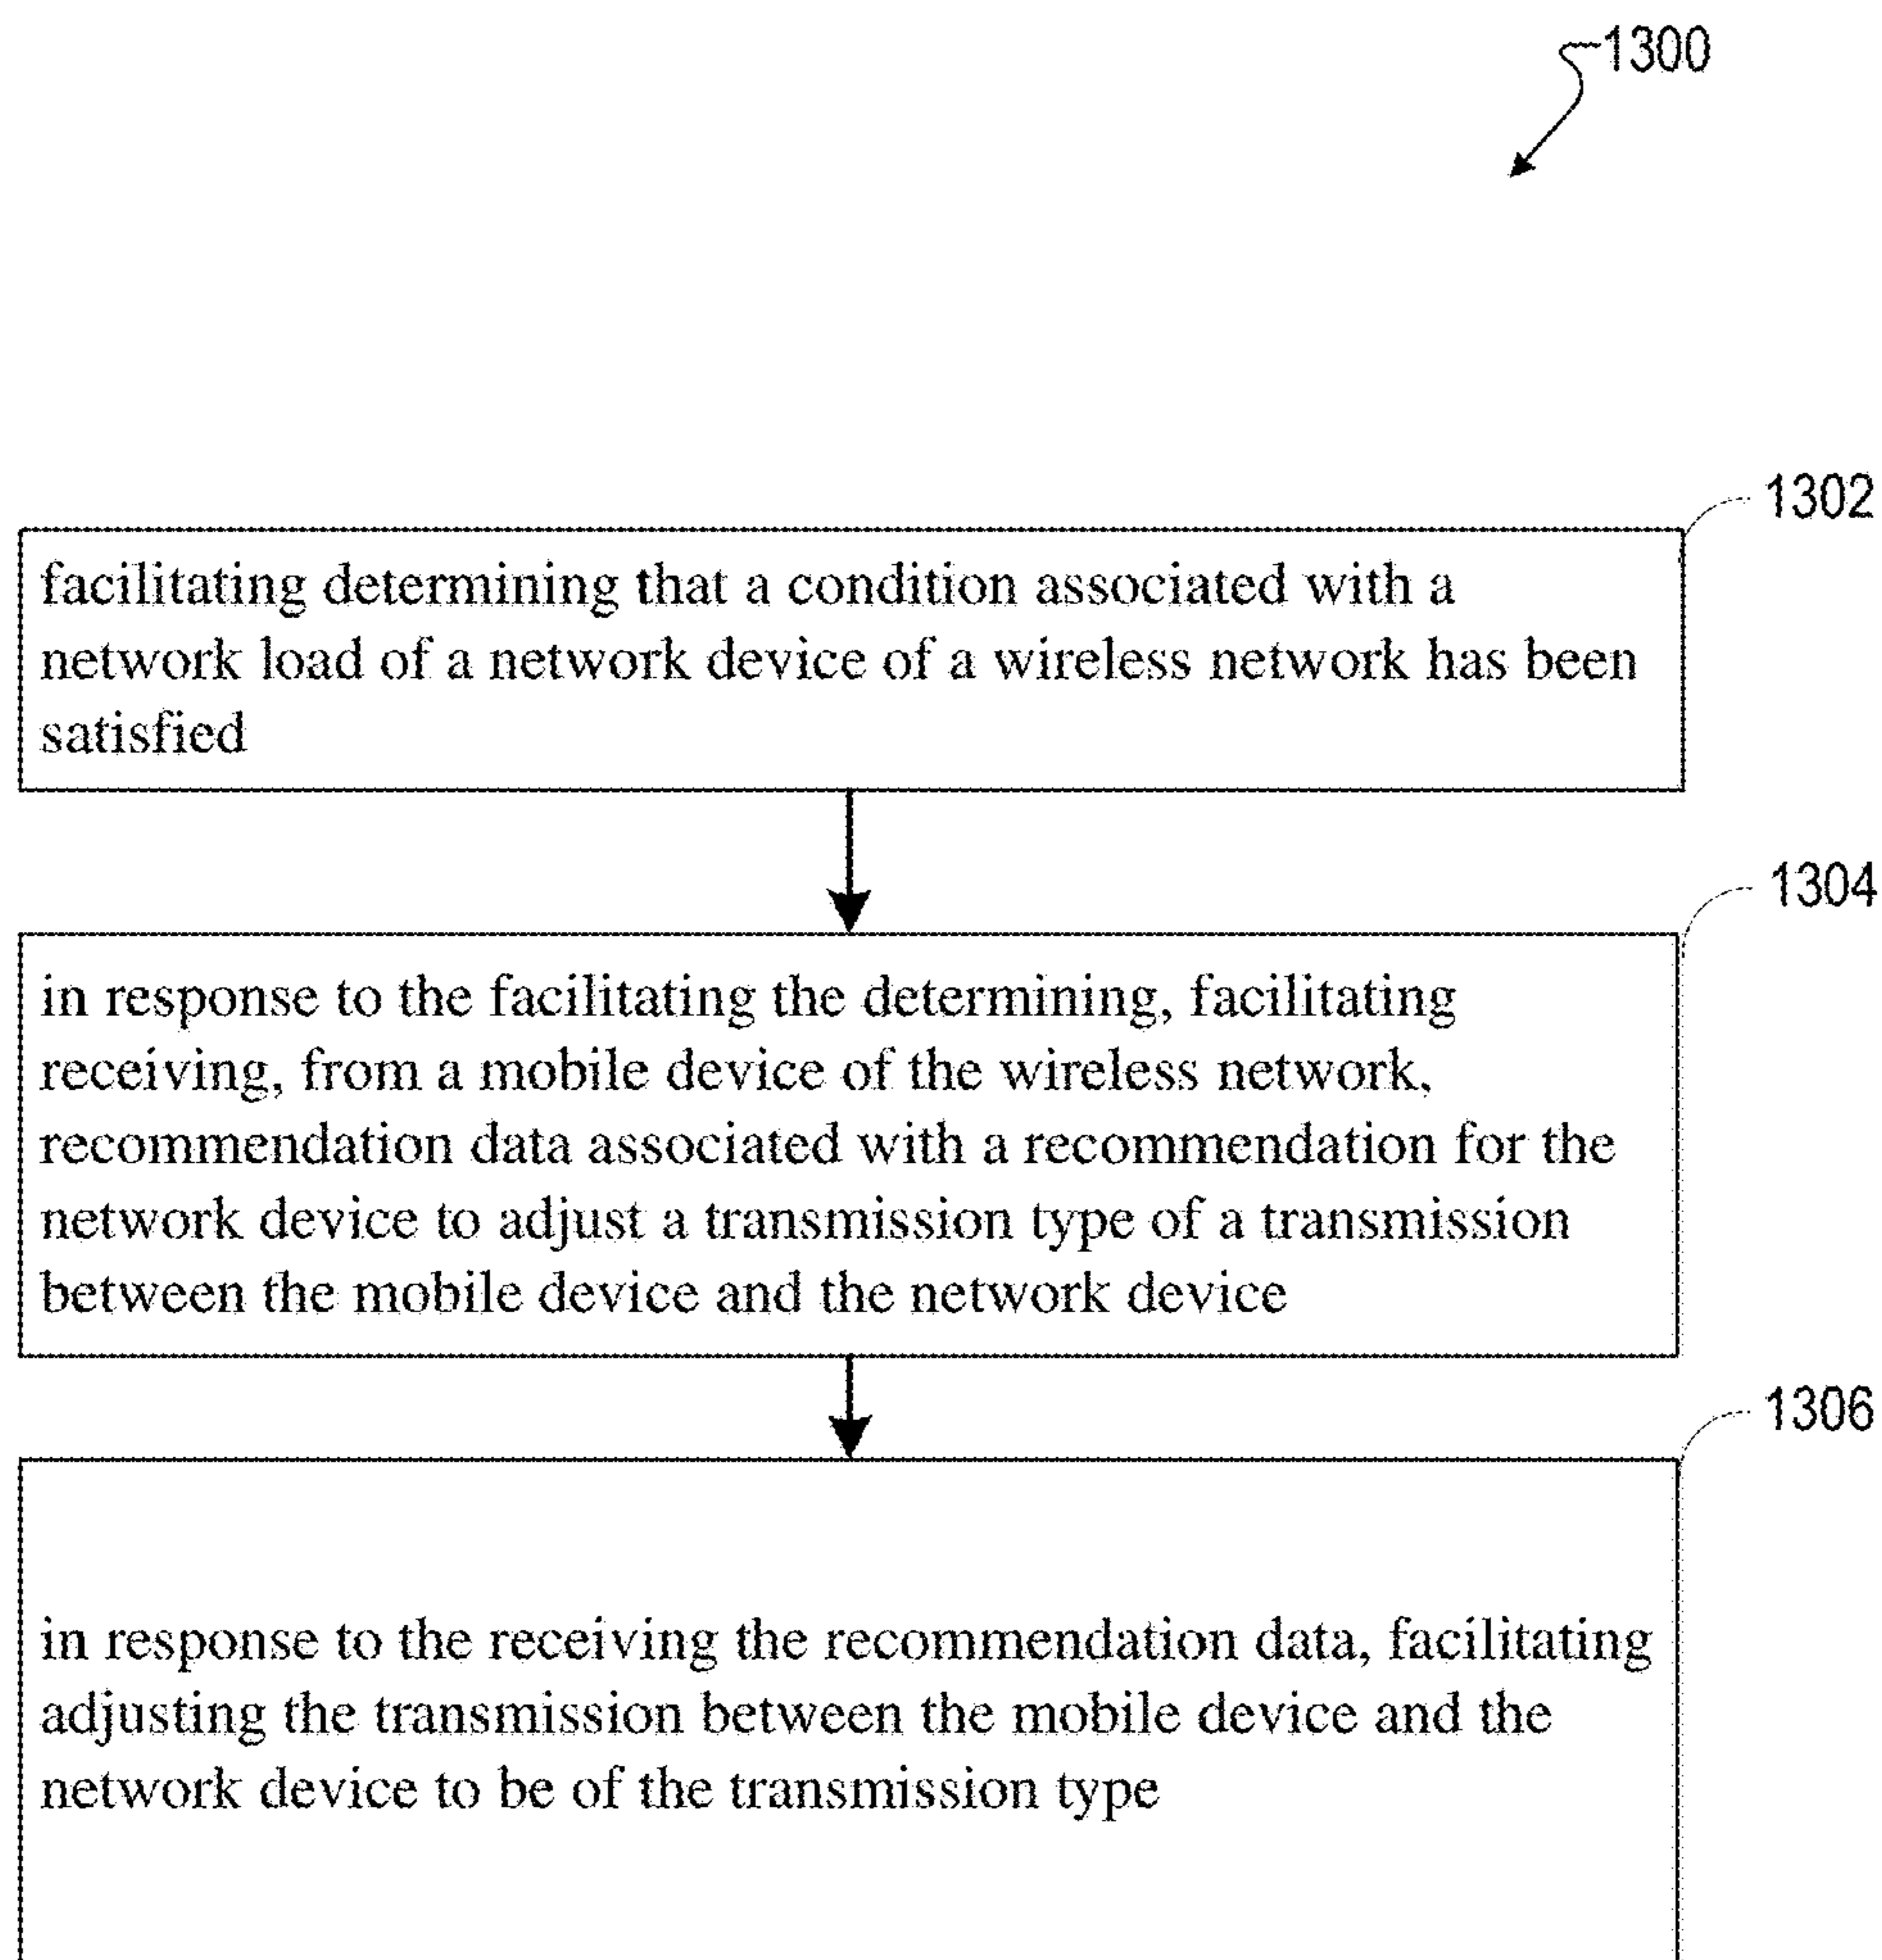 1300
1302
facilitating determining that a condition associated with a
network load of a network device of a wireless network has been
satisfied
1304
in response to the facilitating the determining, facilitating
receiving, from a mobile device of the wireless network,
recommendation data associated with a recommendation for the
network device to adjust a transmission type of a transmission
between the mobile device and the network device
1306
in response to the receiving the recommendation data, facilitating
adjusting the transmission between the mobile device and the
network device to be of the transmission type